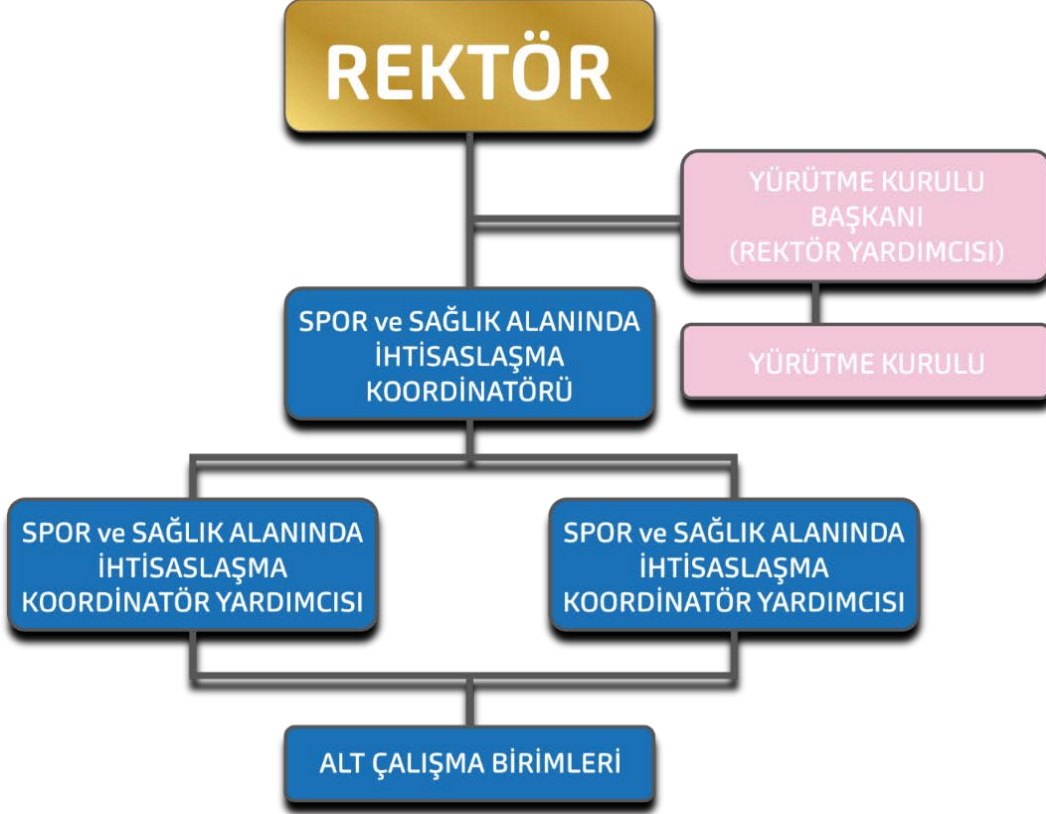 REKTÖR
YÜRÜTME KURULU
BAŞKANI
(REKTÖR YARDIMCISI)
SPOR ve SAĞLIK ALANINDA
İHTİSASLAŞMA
KOORDİNATÖRÜ
YÜRÜTME KURULU
SPOR ve SAĞLIK ALANINDA
İHTİSASLAŞMA
KOORDİNATÖR YARDIMCISI
SPOR ve SAĞLIK ALANINDA
İHTİSASLAŞMA
KOORDİNATÖR YARDIMCISI
ALT ÇALIŞMA BİRİMLERİ